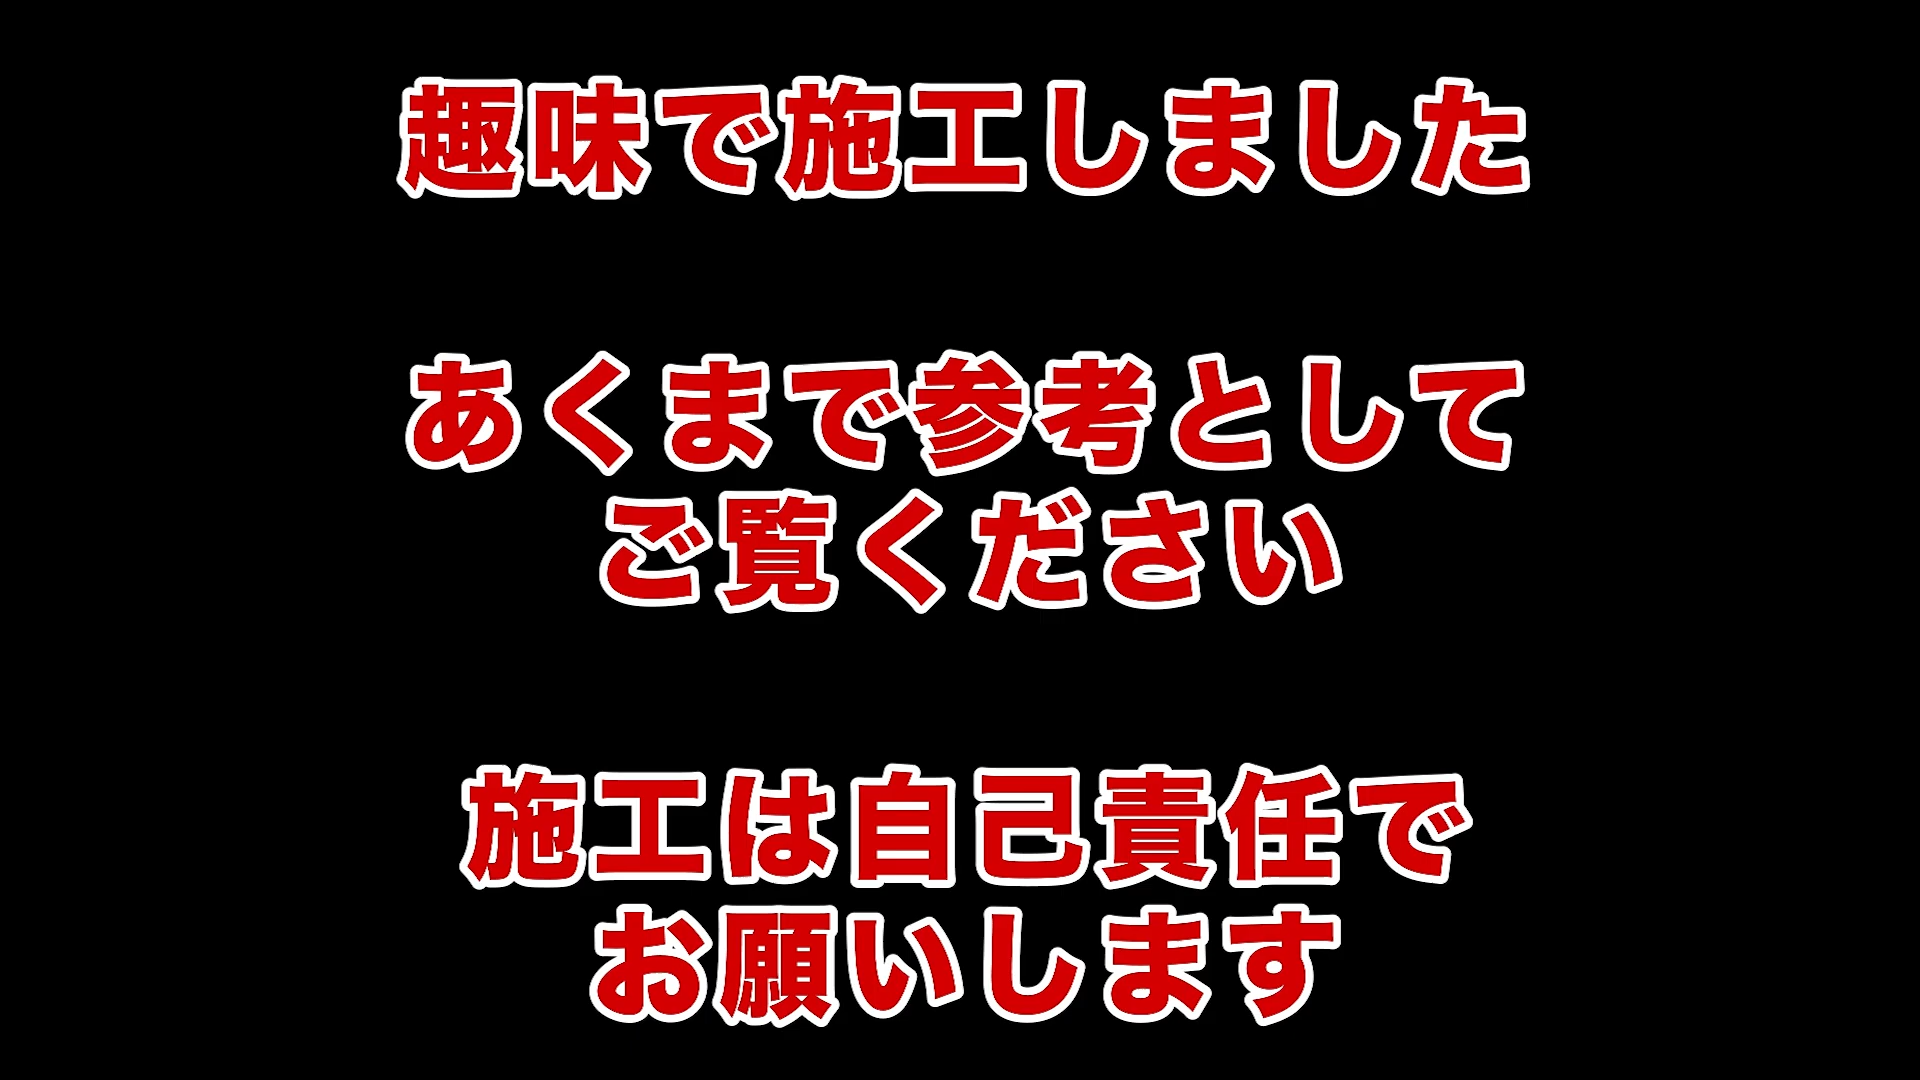 趣味で施工しました
あくまで参考として
ご覧ください
施工は自己責任で
お願いします